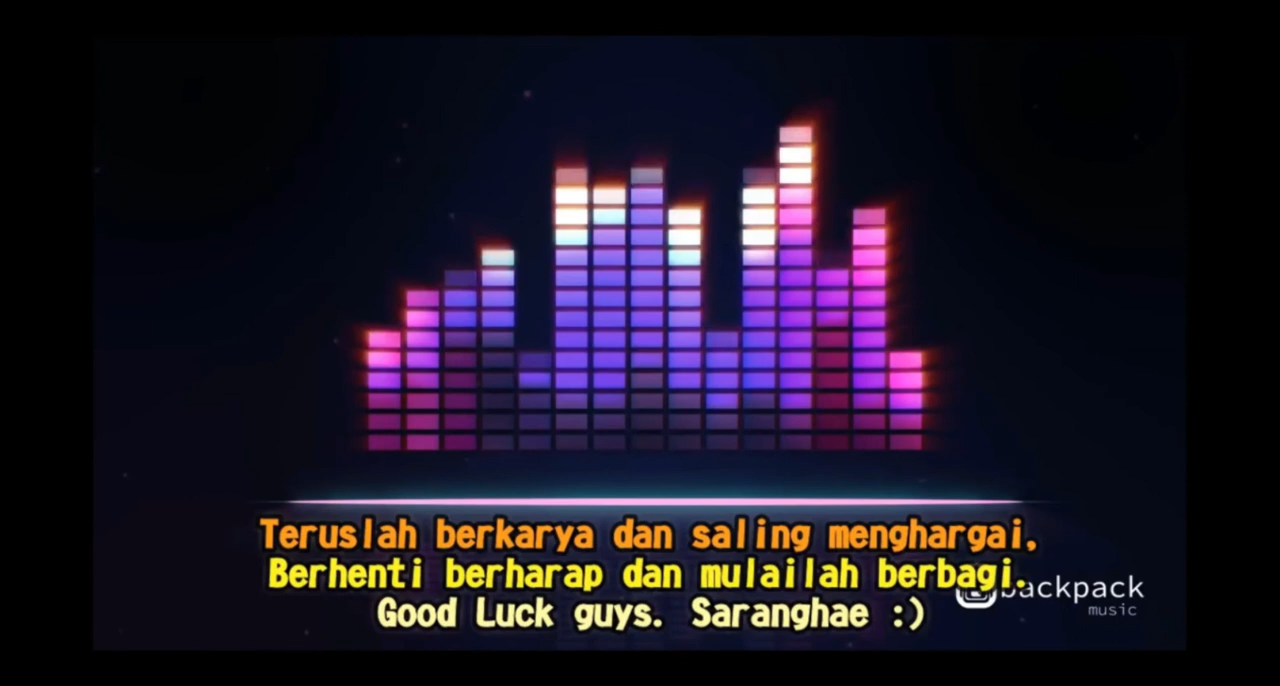 Teruslah berkarya dan saling menghargai,
Berhenti berharap dan mulailah berbagi.
Good Luck guys. Saranghae :)
backpack
music